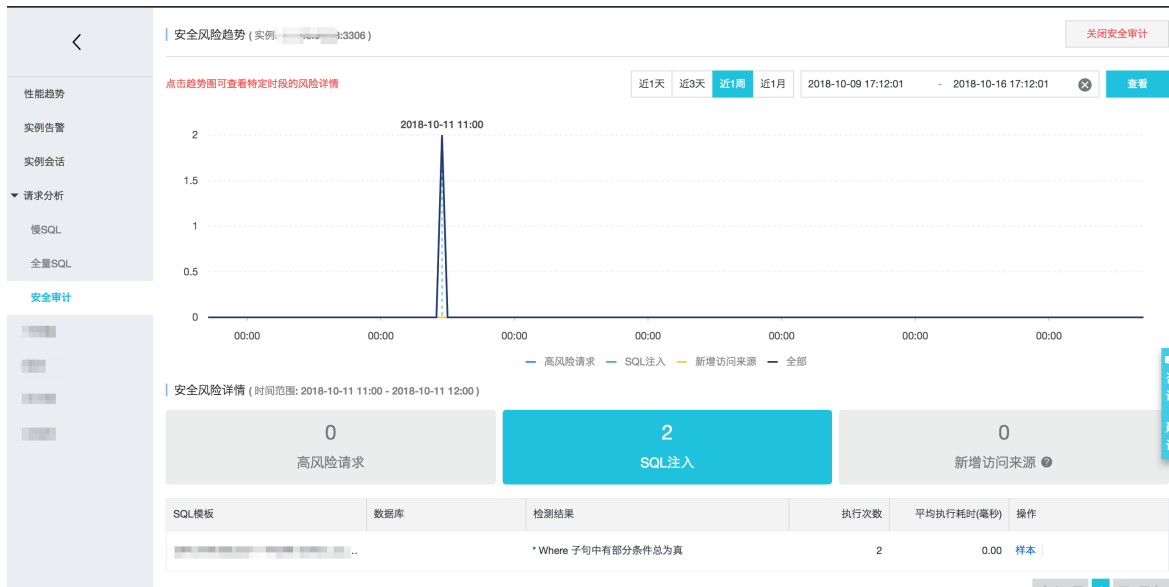 安全风险趋势 ( 实例: :3306 )
关闭安全审计
性能趋势
实例告警
实例会话
请求分析
慢SQL
全量SQL
安全审计
点击趋势图可查看特定时段的风险详情
近1天 近3天 近1周 近1月 2018-10-09 17:12:01 - 2018-10-16 17:12:01 查看
2018-10-11 11:00
2
1.5
1
0.5
0
00:00 00:00 00:00 00:00 00:00 00:00 00:00
高风险请求 SQL注入 新增访问来源 全部
安全风险详情 ( 时间范围: 2018-10-11 11:00 - 2018-10-11 12:00 )
0 2 0
高风险请求 SQL注入 新增访问来源 ?
SQL模板 数据库 检测结果 执行次数 平均执行耗时(毫秒) 操作
* Where 子句中有部分条件总为真 2 0.00 样本